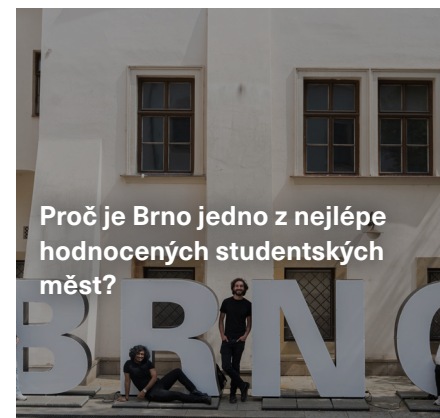 Proč je Brno jedno z nejlépe
hodnocených studentských
měst?
BRNO